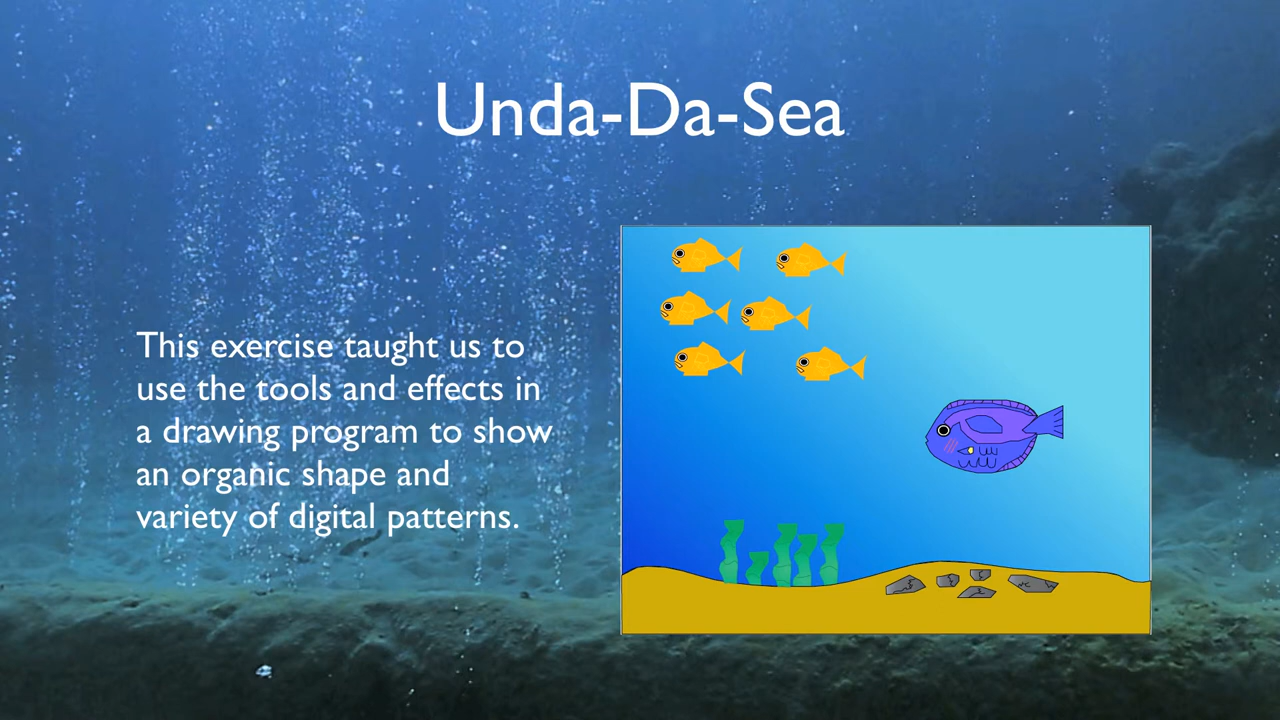 Unda-Da-Sea
This exercise taught us to
use the tools and effects in
a drawing program to show
an organic shape and
variety of digital patterns.